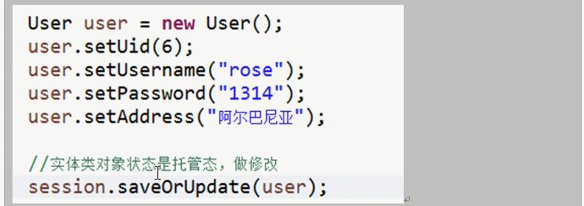 User user = new User();
user.setUid(6);
user.setUsername("rose");
user.setPassword("1314");
user.setAddress("阿尔巴尼亚");
//实体类对象状态是托管态，做修改
session.saveOrUpdate(user);